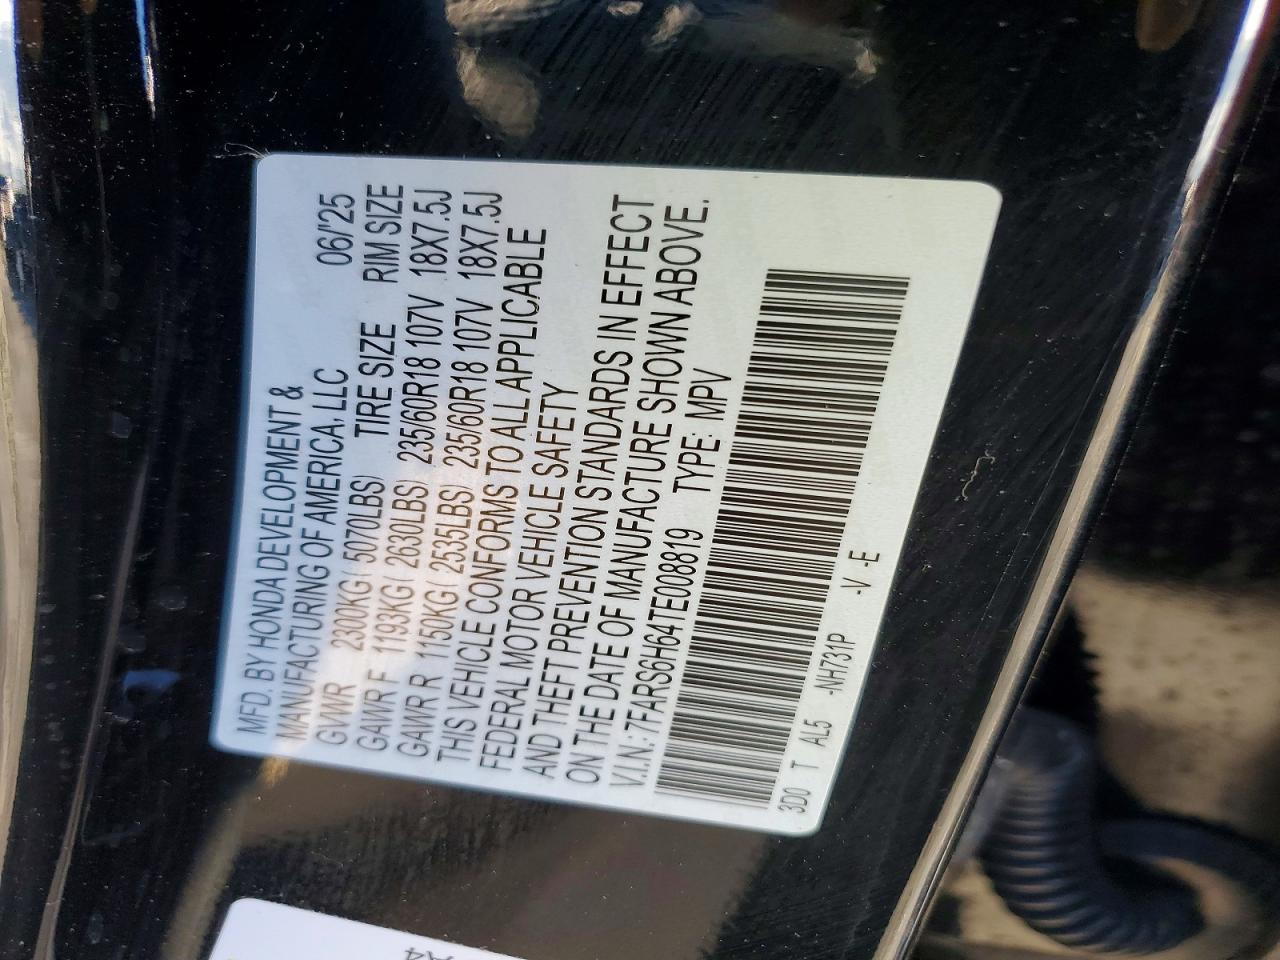 MFD. BY HONDA DEVELOPMENT &
MANUFACTURING OF AMERICA, LLC 06/'25
GVWR 2300KG( 5070LBS) TIRE SIZE RIM SIZE
GAWR F 1193KG( 2630LBS) 235/60R18 107V 18X7.5J
GAWR R 1150KG( 2535LBS) 235/60R18 107V 18X7.5J
THIS VEHICLE CONFORMS TO ALL APPLICABLE
FEDERAL MOTOR VEHICLE SAFETY
AND THEFT PREVENTION STANDARDS IN EFFECT
ON THE DATE OF MANUFACTURE SHOWN ABOVE.
V.I.N.: 7FARS6H64TE008819 TYPE: MPV
3D0 T AL5 -NH731P -V -E
A4